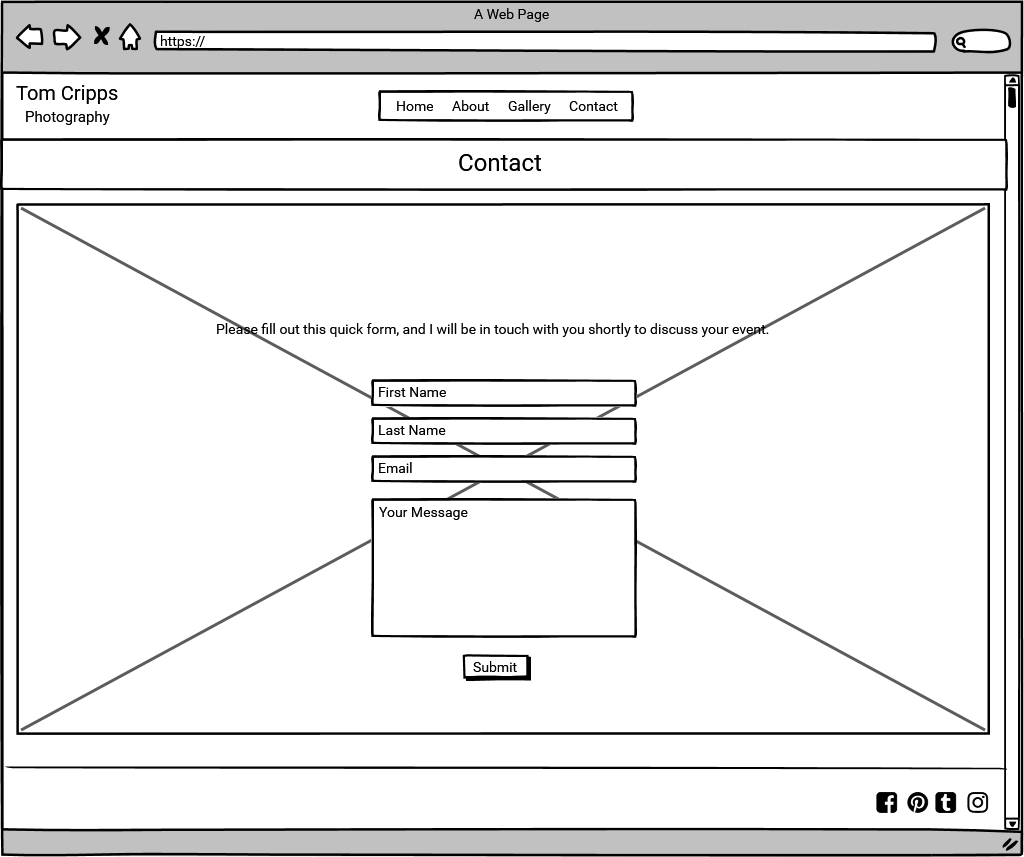 A Web Page
https://
Tom Cripps
Photography
Home About Gallery Contact
Contact
Please fill out this quick form, and I will be in touch with you shortly to discuss your event.
First Name
Last Name
Email
Your Message
Submit